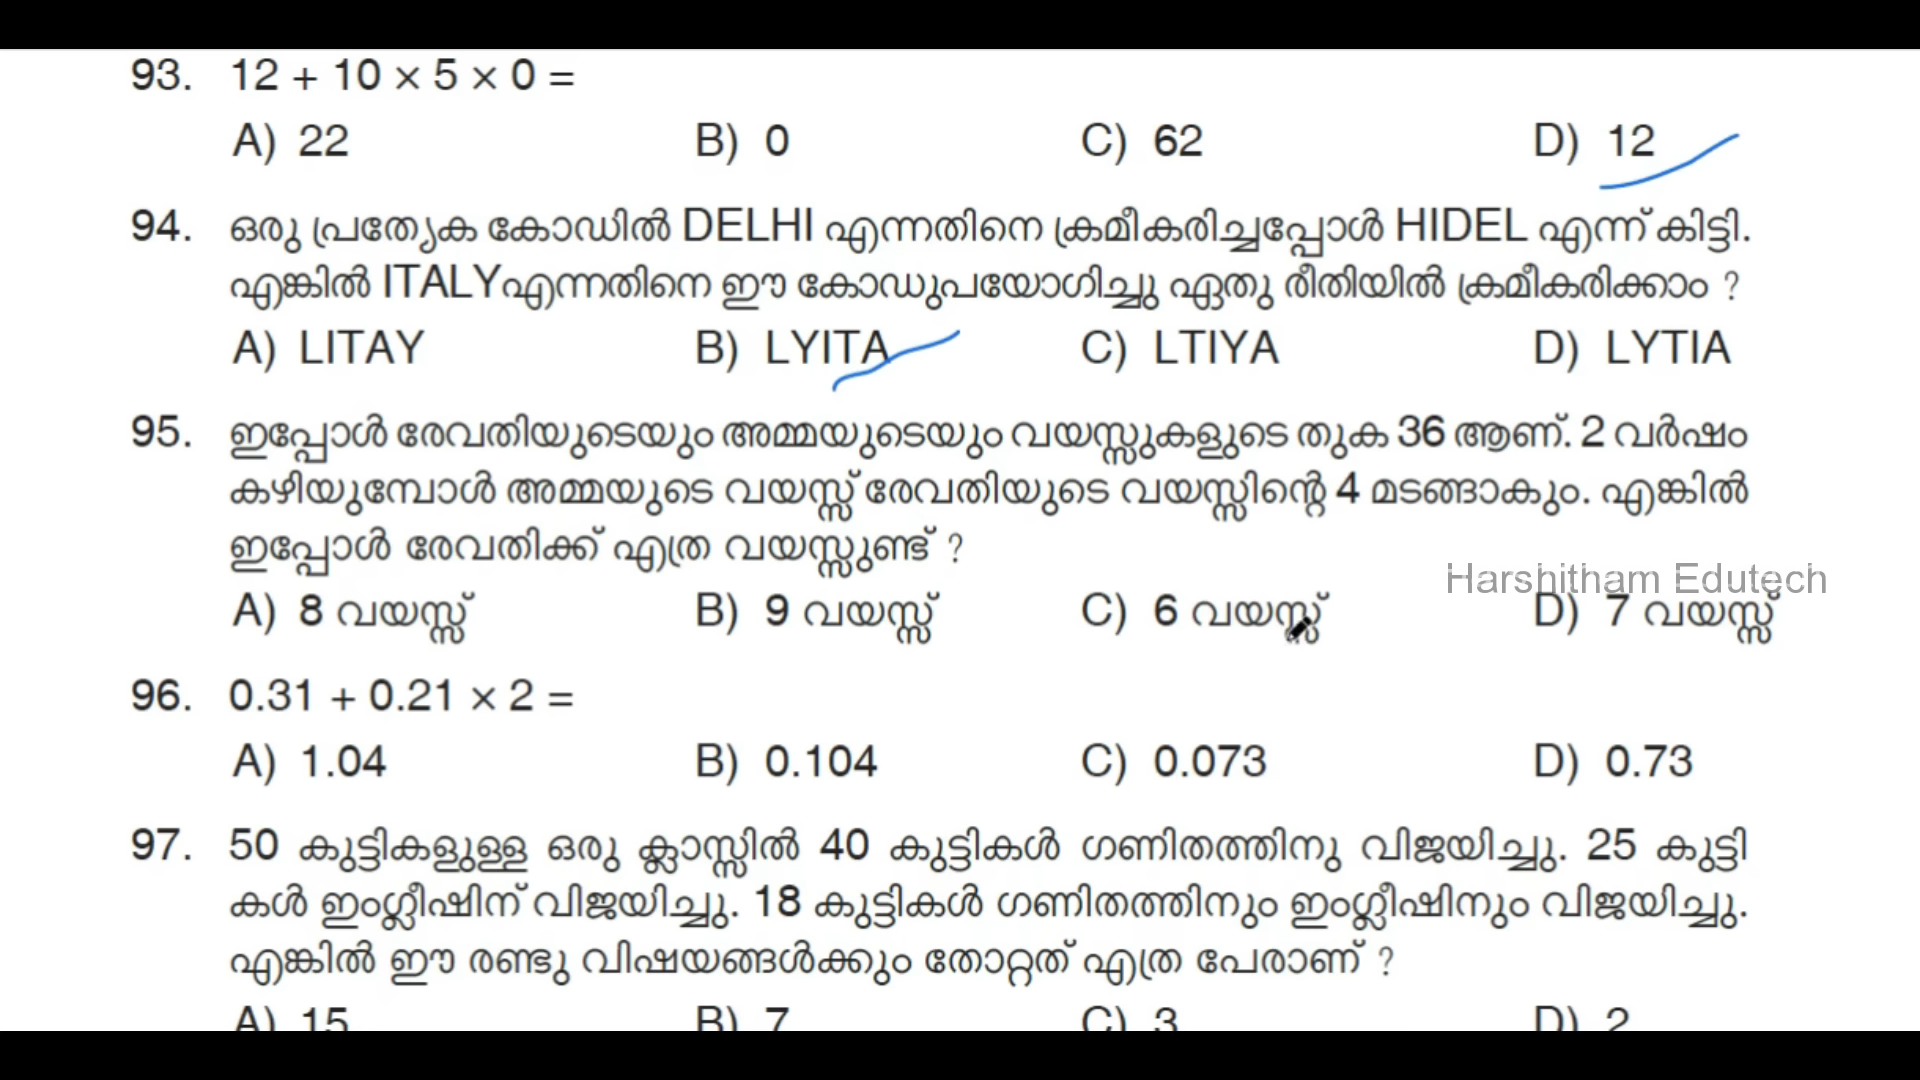 93. 12 + 10 × 5 × 0 =
A) 22 B) 0 C) 62 D) 12
94. ഒരു പ്രത്യേക കോഡിൽ DELHI എന്നതിനെ ക്രമീകരിച്ചപ്പോൾ HIDEL എന്ന് കിട്ടി.
എങ്കിൽ ITALYഎന്നതിനെ ഈ കോഡുപയോഗിച്ചു ഏതു രീതിയിൽ ക്രമീകരിക്കാം ?
A) LITAY B) LYITA C) LTIYA D) LYTIA
95. ഇപ്പോൾ രേവതിയുടെയും അമ്മയുടെയും വയസ്സുകളുടെ തുക 36 ആണ്. 2 വർഷം
കഴിയുമ്പോൾ അമ്മയുടെ വയസ്സ് രേവതിയുടെ വയസ്സിന്റെ 4 മടങ്ങാകും. എങ്കിൽ
ഇപ്പോൾ രേവതിക്ക് എത്ര വയസ്സുണ്ട് ?
Harshitham Edutech
A) 8 വയസ്സ് B) 9 വയസ്സ് C) 6 വയസ്സ് D) 7 വയസ്സ്
96. 0.31 + 0.21 × 2 =
A) 1.04 B) 0.104 C) 0.073 D) 0.73
97. 50 കുട്ടികളുള്ള ഒരു ക്ലാസ്സിൽ 40 കുട്ടികൾ ഗണിതത്തിനു വിജയിച്ചു. 25 കുട്ടി
കൾ ഇംഗ്ലീഷിന് വിജയിച്ചു. 18 കുട്ടികൾ ഗണിതത്തിനും ഇംഗ്ലീഷിനും വിജയിച്ചു.
എങ്കിൽ ഈ രണ്ടു വിഷയങ്ങൾക്കും തോറ്റത് എത്ര പേരാണ് ?
A) 15 B) 7 C) 3 D) 2